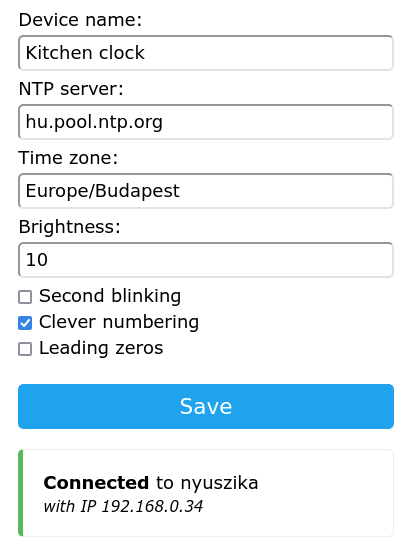 Device name:
Kitchen clock
NTP server:
hu.pool.ntp.org
Time zone:
Europe/Budapest
Brightness:
10
Second blinking
Clever numbering
Leading zeros
Save
Connected to nyuszika
with IP 192.168.0.34